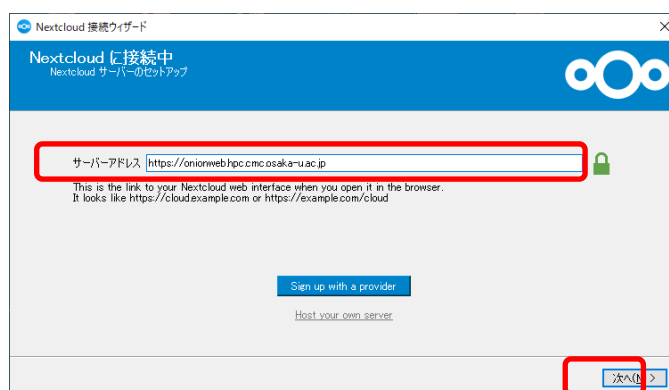 Nextcloud 接続ウィザード
Nextcloud に接続中
Nextcloud サーバーのセットアップ
サーバーアドレス https://onionweb.hpc.cmc.osaka-u.ac.jp
This is the link to your Nextcloud web interface when you open it in the browser.
It looks like https://cloud.example.com or https://example.com/cloud
Sign up with a provider
Host your own server
次へ(N) >